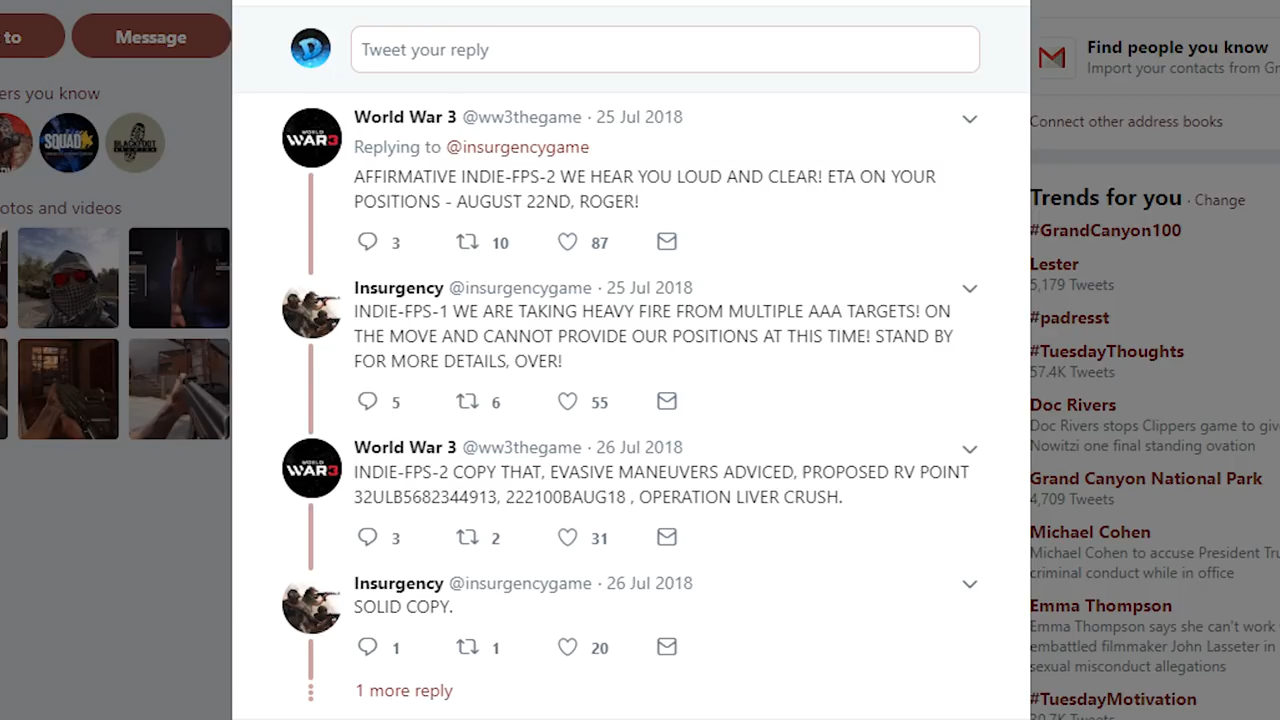 to
Message
ers you know
SQUAD
BLACKFOOT
otos and videos
Tweet your reply
World War 3 @ww3thegame · 25 Jul 2018
Replying to @insurgencygame
AFFIRMATIVE INDIE-FPS-2 WE HEAR YOU LOUD AND CLEAR! ETA ON YOUR
POSITIONS - AUGUST 22ND, ROGER!
3 10 87
Insurgency @insurgencygame · 25 Jul 2018
INDIE-FPS-1 WE ARE TAKING HEAVY FIRE FROM MULTIPLE AAA TARGETS! ON
THE MOVE AND CANNOT PROVIDE OUR POSITIONS AT THIS TIME! STAND BY
FOR MORE DETAILS, OVER!
5 6 55
World War 3 @ww3thegame · 26 Jul 2018
INDIE-FPS-2 COPY THAT, EVASIVE MANEUVERS ADVICED, PROPOSED RV POINT
32ULB5682344913, 222100BAUG18 , OPERATION LIVER CRUSH.
3 2 31
Insurgency @insurgencygame · 26 Jul 2018
SOLID COPY.
1 1 20
1 more reply
Find people you know
Import your contacts from Gr
Connect other address books
Trends for you · Change
#GrandCanyon100
Lester
5,179 Tweets
#padresst
#TuesdayThoughts
57.4K Tweets
Doc Rivers
Doc Rivers stops Clippers game to give
Nowitzi one final standing ovation
Grand Canyon National Park
4,709 Tweets
Michael Cohen
Michael Cohen to accuse President Tru
criminal conduct while in office
Emma Thompson
Emma Thompson says she can't work
embattled filmmaker John Lasseter in
sexual misconduct allegations
#TuesdayMotivation